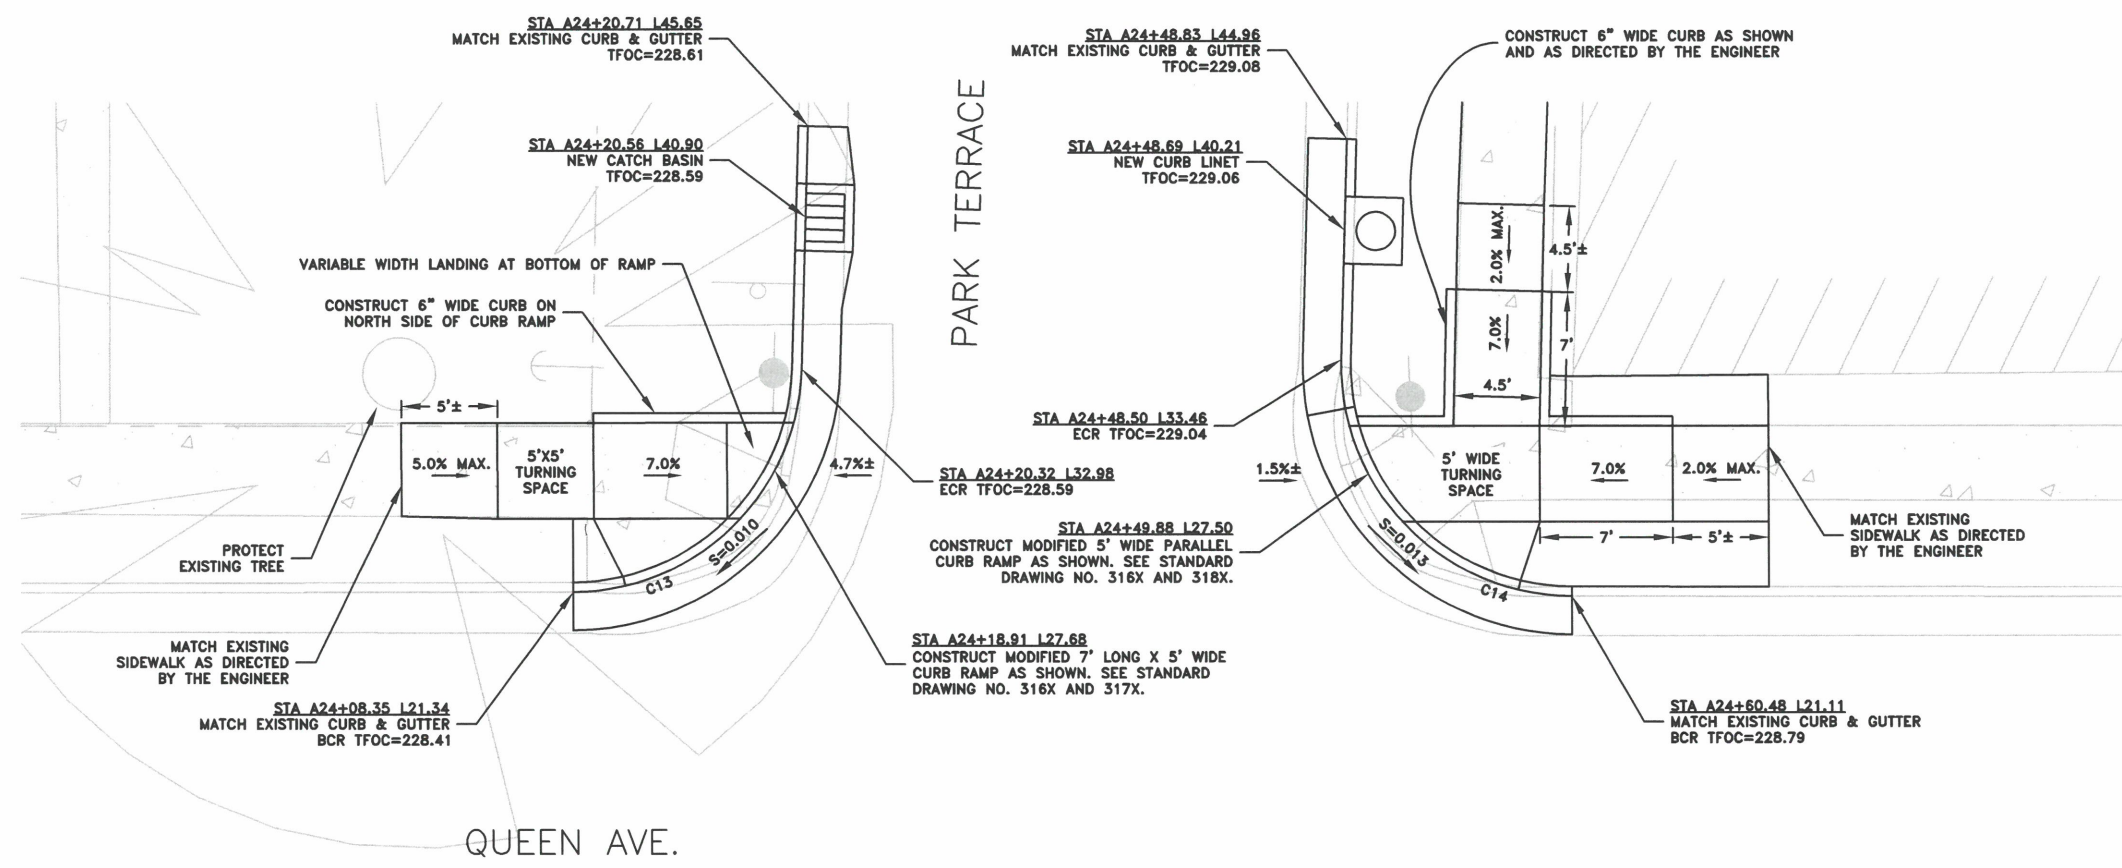 STA A24+20.71 L45.65
MATCH EXISTING CURB & GUTTER
TFOC=228.61
STA A24+20.56 L40.90
NEW CATCH BASIN
TFOC=228.59
VARIABLE WIDTH LANDING AT BOTTOM OF RAMP
CONSTRUCT 6" WIDE CURB ON
NORTH SIDE OF CURB RAMP
5'±
5.0% MAX.
5'X5'
TURNING
SPACE
7.0%
4.7%±
S=0.010
C13
PROTECT
EXISTING TREE
MATCH EXISTING
SIDEWALK AS DIRECTED
BY THE ENGINEER
STA A24+08.35 L21.34
MATCH EXISTING CURB & GUTTER
BCR TFOC=228.41
STA A24+20.32 L32.98
ECR TFOC=228.59
STA A24+18.91 L27.68
CONSTRUCT MODIFIED 7' LONG X 5' WIDE
CURB RAMP AS SHOWN. SEE STANDARD
DRAWING NO. 316X AND 317X.
QUEEN AVE.
PARK TERRACE
STA A24+48.83 L44.96
MATCH EXISTING CURB & GUTTER
TFOC=229.08
STA A24+48.69 L40.21
NEW CURB LINET
TFOC=229.06
CONSTRUCT 6" WIDE CURB AS SHOWN
AND AS DIRECTED BY THE ENGINEER
2.0% MAX.
4.5'±
7.0%
7'
4.5'
STA A24+48.50 L33.46
ECR TFOC=229.04
1.5%±
5' WIDE
TURNING
SPACE
7.0%
2.0% MAX.
7'
5'±
S=0.013
C14
STA A24+49.88 L27.50
CONSTRUCT MODIFIED 5' WIDE PARALLEL
CURB RAMP AS SHOWN. SEE STANDARD
DRAWING NO. 316X AND 318X.
MATCH EXISTING
SIDEWALK AS DIRECTED
BY THE ENGINEER
STA A24+60.48 L21.11
MATCH EXISTING CURB & GUTTER
BCR TFOC=228.79